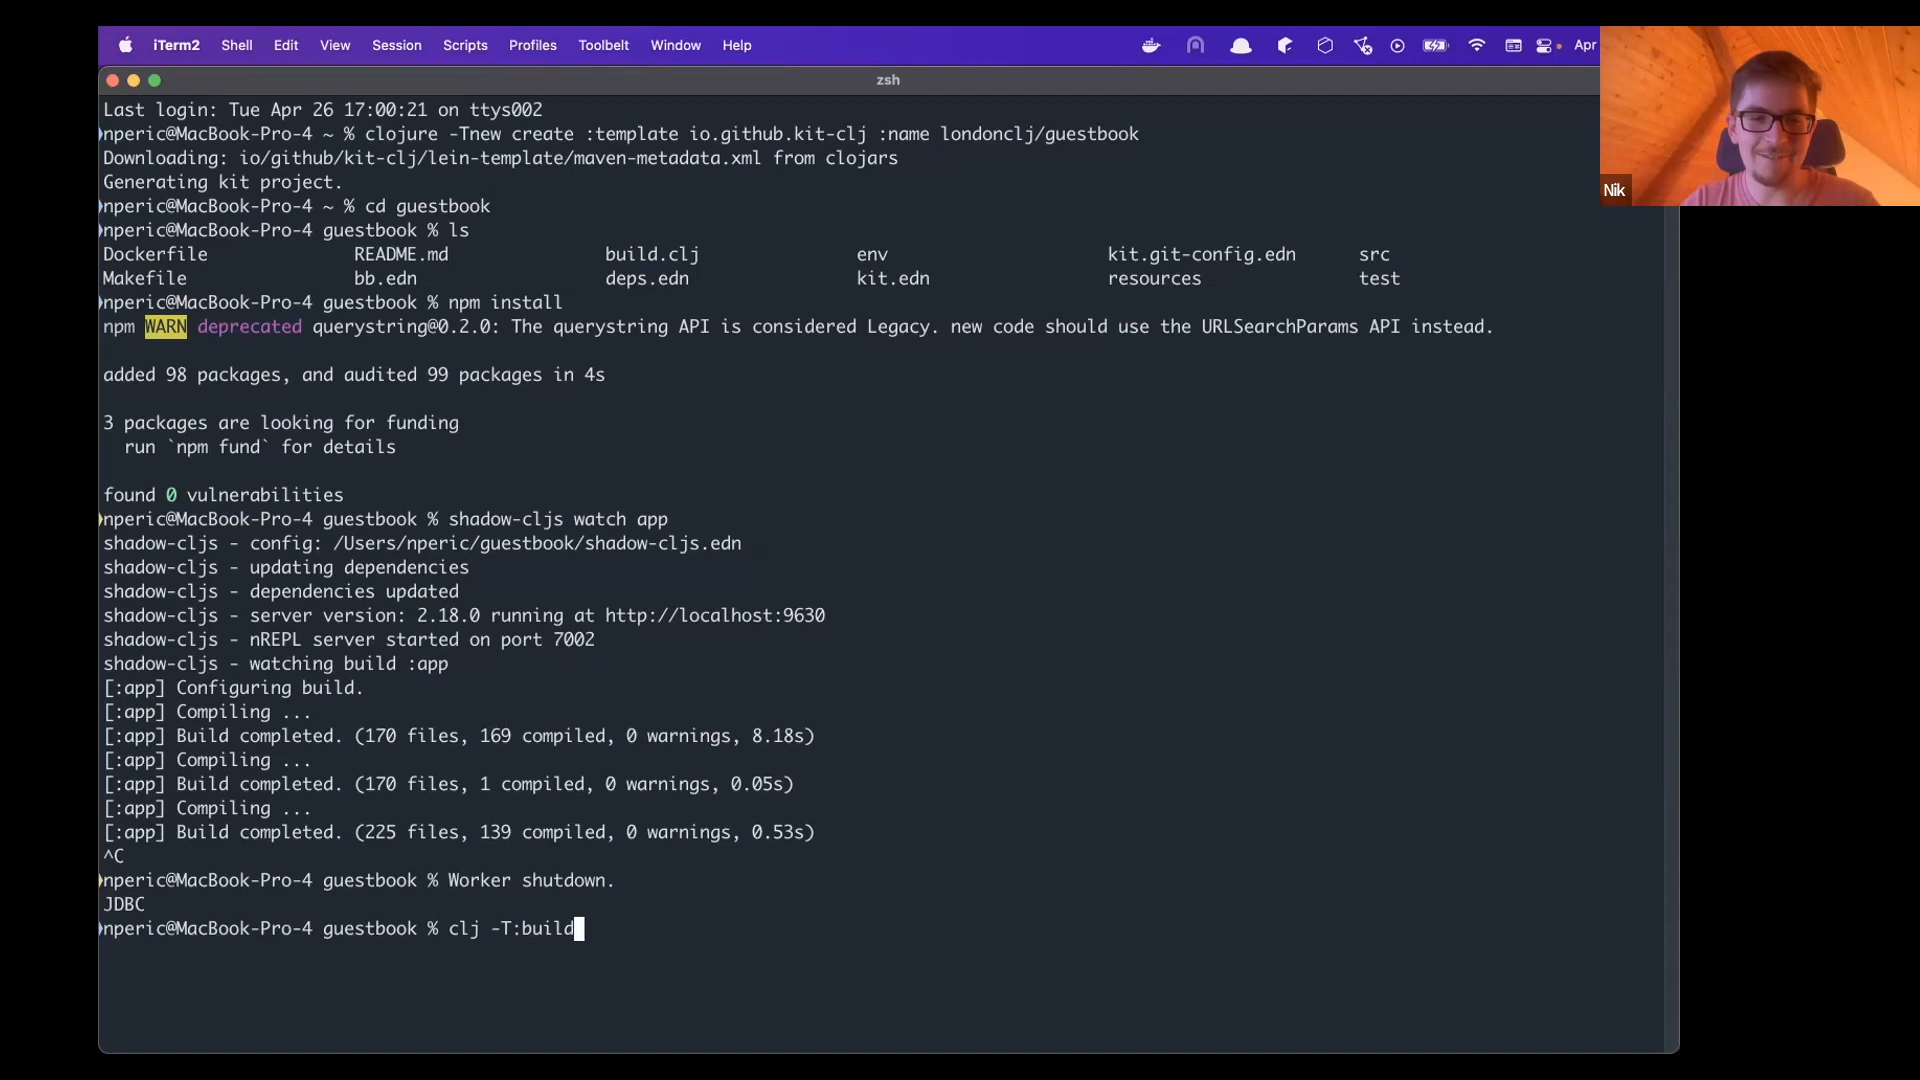 iTerm2 Shell Edit View Session Scripts Profiles Toolbelt Window Help Apr
zsh
Last login: Tue Apr 26 17:00:21 on ttys002
nperic@MacBook-Pro-4 ~ % clojure -Tnew create :template io.github.kit-clj :name londonclj/guestbook
Downloading: io/github/kit-clj/lein-template/maven-metadata.xml from clojars
Generating kit project.
nperic@MacBook-Pro-4 ~ % cd guestbook
nperic@MacBook-Pro-4 guestbook % ls
Dockerfile README.md build.clj env kit.git-config.edn src
Makefile bb.edn deps.edn kit.edn resources test
nperic@MacBook-Pro-4 guestbook % npm install
npm WARN deprecated querystring@0.2.0: The querystring API is considered Legacy. new code should use the URLSearchParams API instead.
added 98 packages, and audited 99 packages in 4s
3 packages are looking for funding
run `npm fund` for details
found 0 vulnerabilities
nperic@MacBook-Pro-4 guestbook % shadow-cljs watch app
shadow-cljs - config: /Users/nperic/guestbook/shadow-cljs.edn
shadow-cljs - updating dependencies
shadow-cljs - dependencies updated
shadow-cljs - server version: 2.18.0 running at http://localhost:9630
shadow-cljs - nREPL server started on port 7002
shadow-cljs - watching build :app
[:app] Configuring build.
[:app] Compiling ...
[:app] Build completed. (170 files, 169 compiled, 0 warnings, 8.18s)
[:app] Compiling ...
[:app] Build completed. (170 files, 1 compiled, 0 warnings, 0.05s)
[:app] Compiling ...
[:app] Build completed. (225 files, 139 compiled, 0 warnings, 0.53s)
^C
nperic@MacBook-Pro-4 guestbook % Worker shutdown.
JDBC
nperic@MacBook-Pro-4 guestbook % clj -T:build
Nik